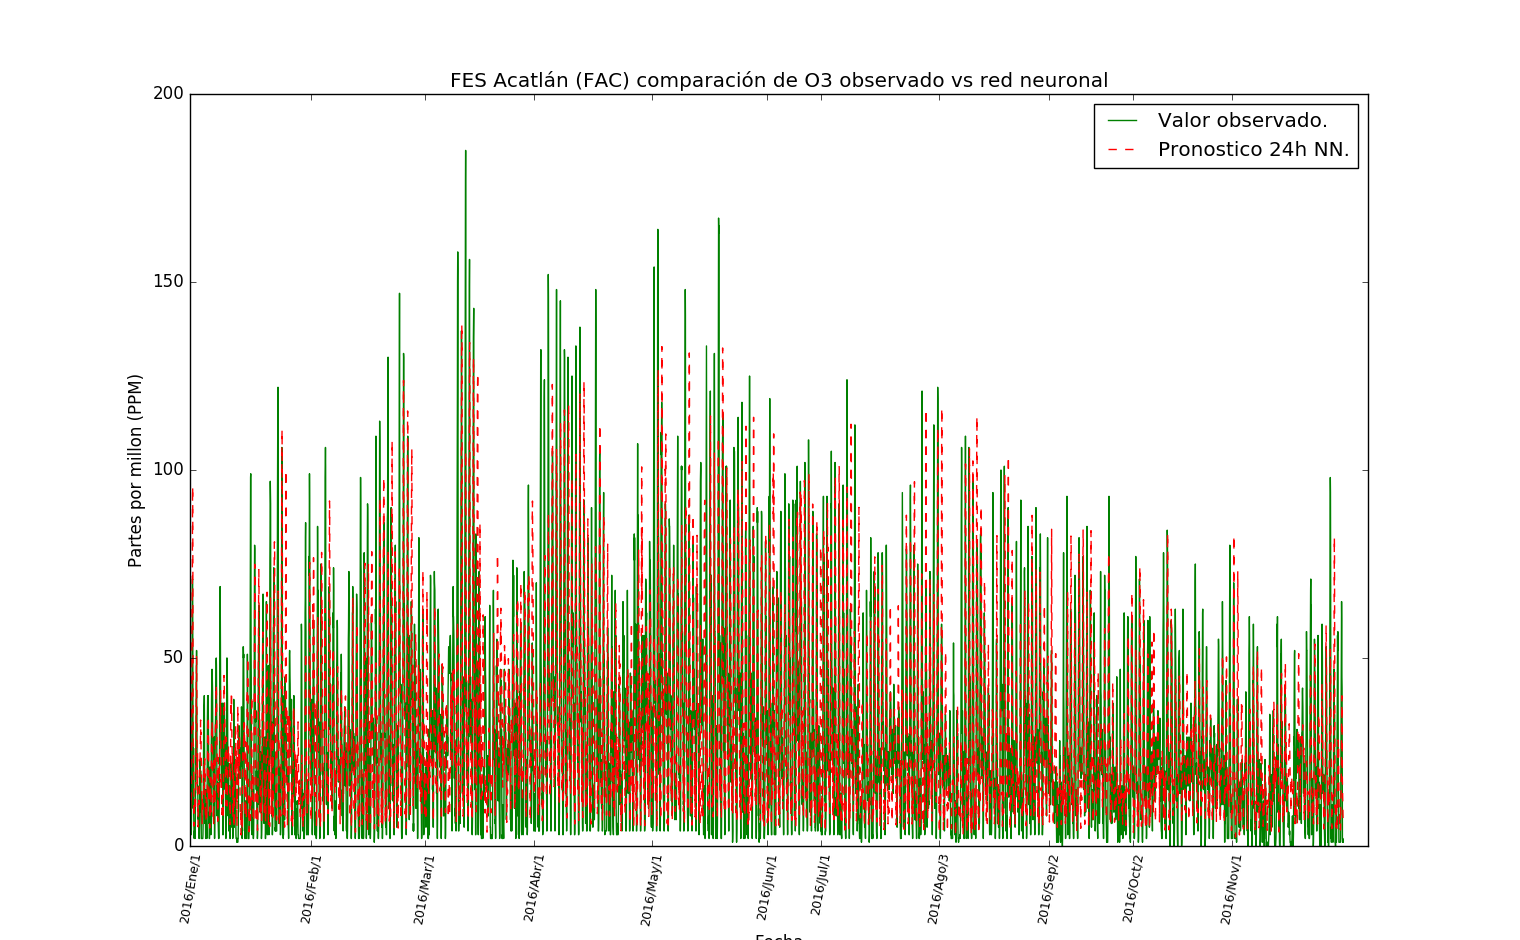 FES Acatlán (FAC) comparación de O3 observado vs red neuronal
Valor observado.
Pronostico 24h NN.
Partes por millon (PPM)
200
150
100
50
0
2016/Ene/1
2016/Feb/1
2016/Mar/1
2016/Abr/1
2016/May/1
2016/Jun/1
2016/Jul/1
2016/Ago/3
2016/Sep/2
2016/Oct/2
2016/Nov/1
Fecha